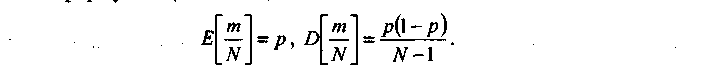 E[m/N] = p, D[m/N] = p(1-p)/N-1.